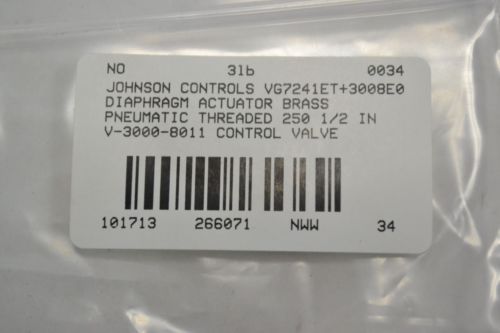 NO 3lb 0034
JOHNSON CONTROLS VG7241ET+3008E0
DIAPHRAGM ACTUATOR BRASS
PNEUMATIC THREADED 250 1/2 IN
V-3000-8011 CONTROL VALVE
101713 266071 NWW 34